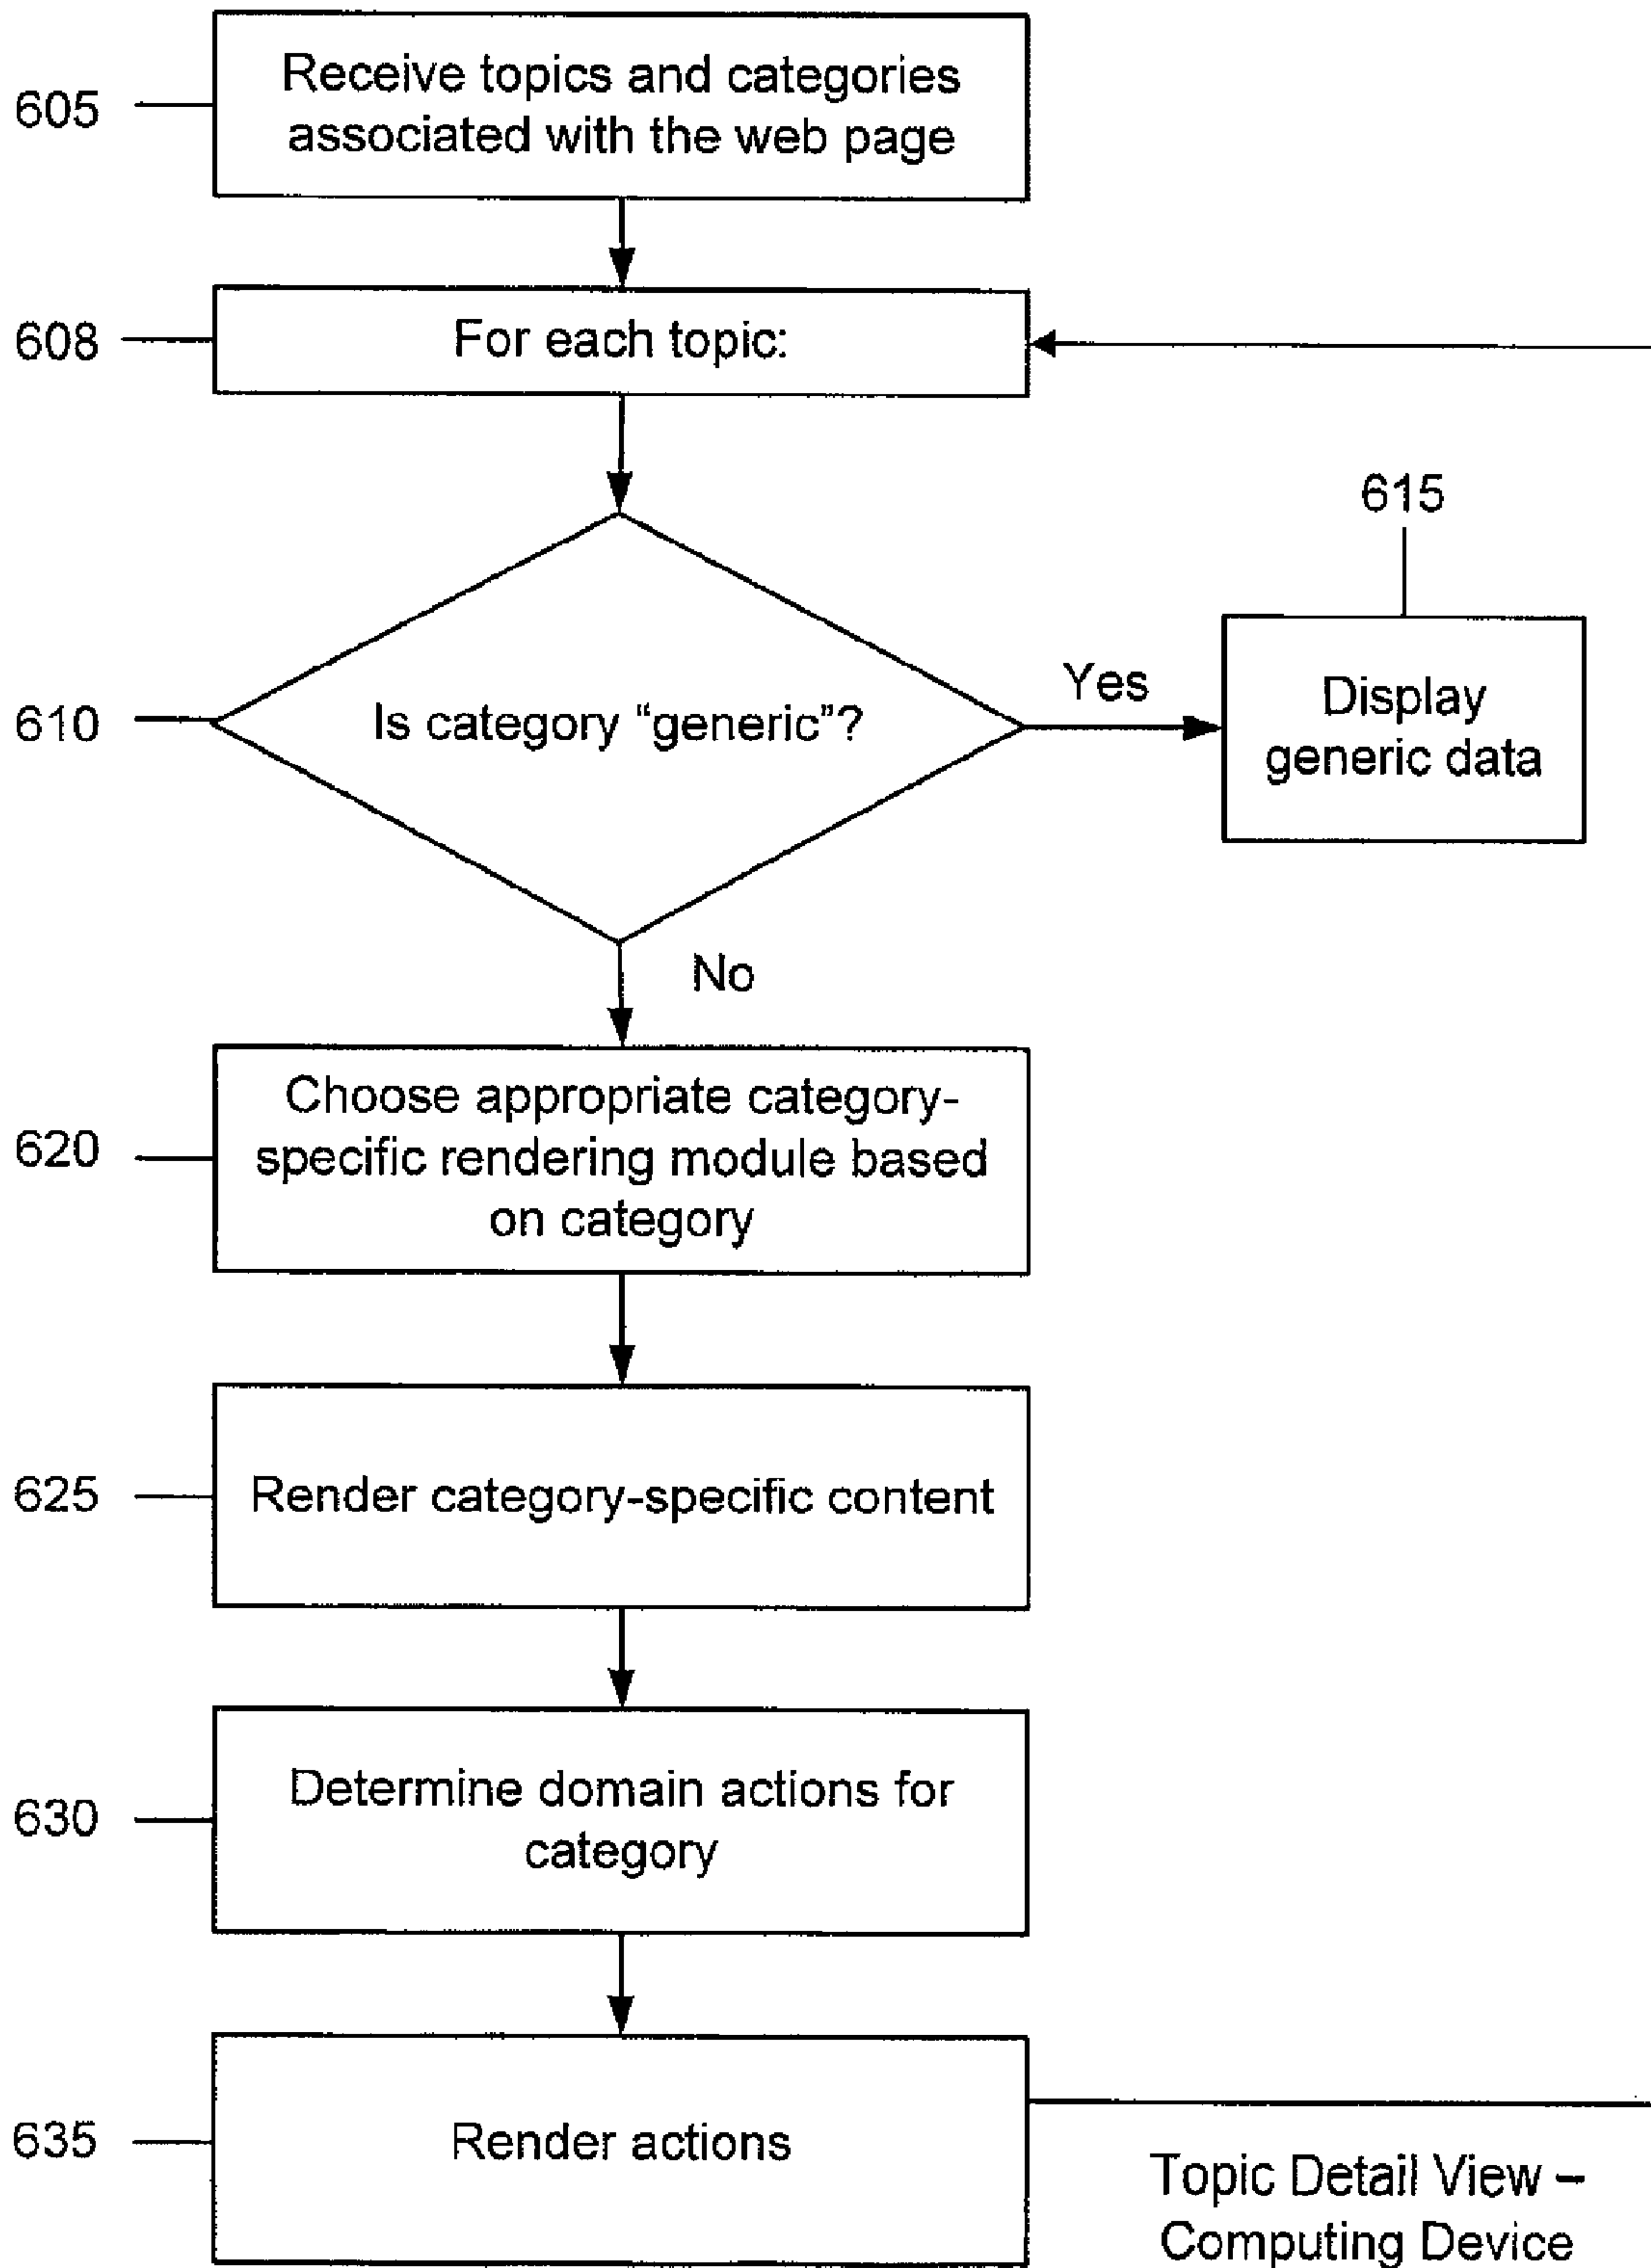 605
Receive topics and categories
associated with the web page
608
For each topic:
615
610
Is category “generic”?
Yes
Display
generic data
No
620
Choose appropriate category-
specific rendering module based
on category
625
Render category-specific content
630
Determine domain actions for
category
635
Render actions
Topic Detail View –
Computing Device